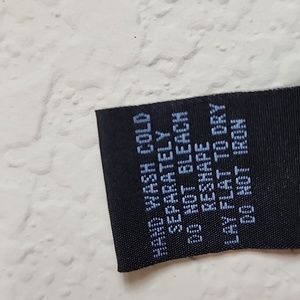 HAND WASH COLD
SEPARATELY
DO NOT BLEACH
RESHAPE
LAY FLAT TO DRY
DO NOT IRON